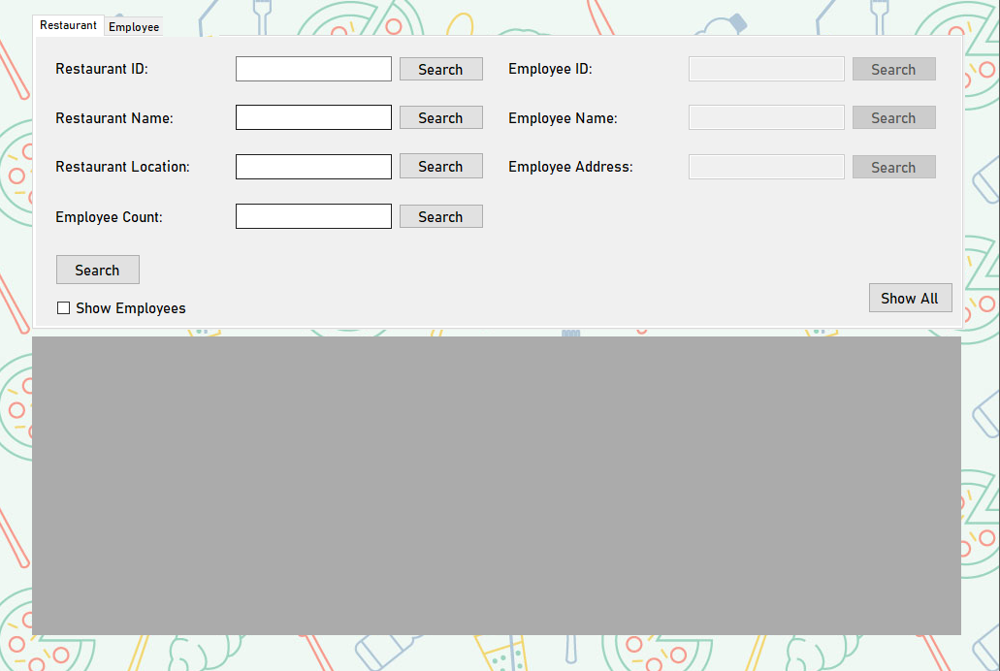 Restaurant Employee
Restaurant ID: Search Employee ID: Search
Restaurant Name: Search Employee Name: Search
Restaurant Location: Search Employee Address: Search
Employee Count: Search
Search
Show All
Show Employees